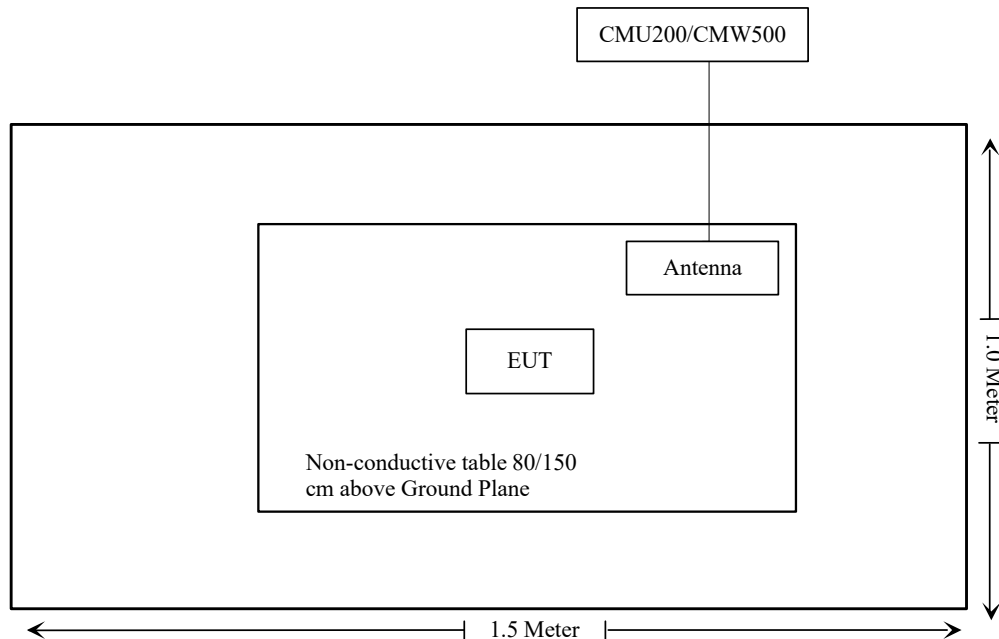 CMU200/CMW500
Antenna
EUT
Non-conductive table 80/150
cm above Ground Plane
1.0 Meter
1.5 Meter